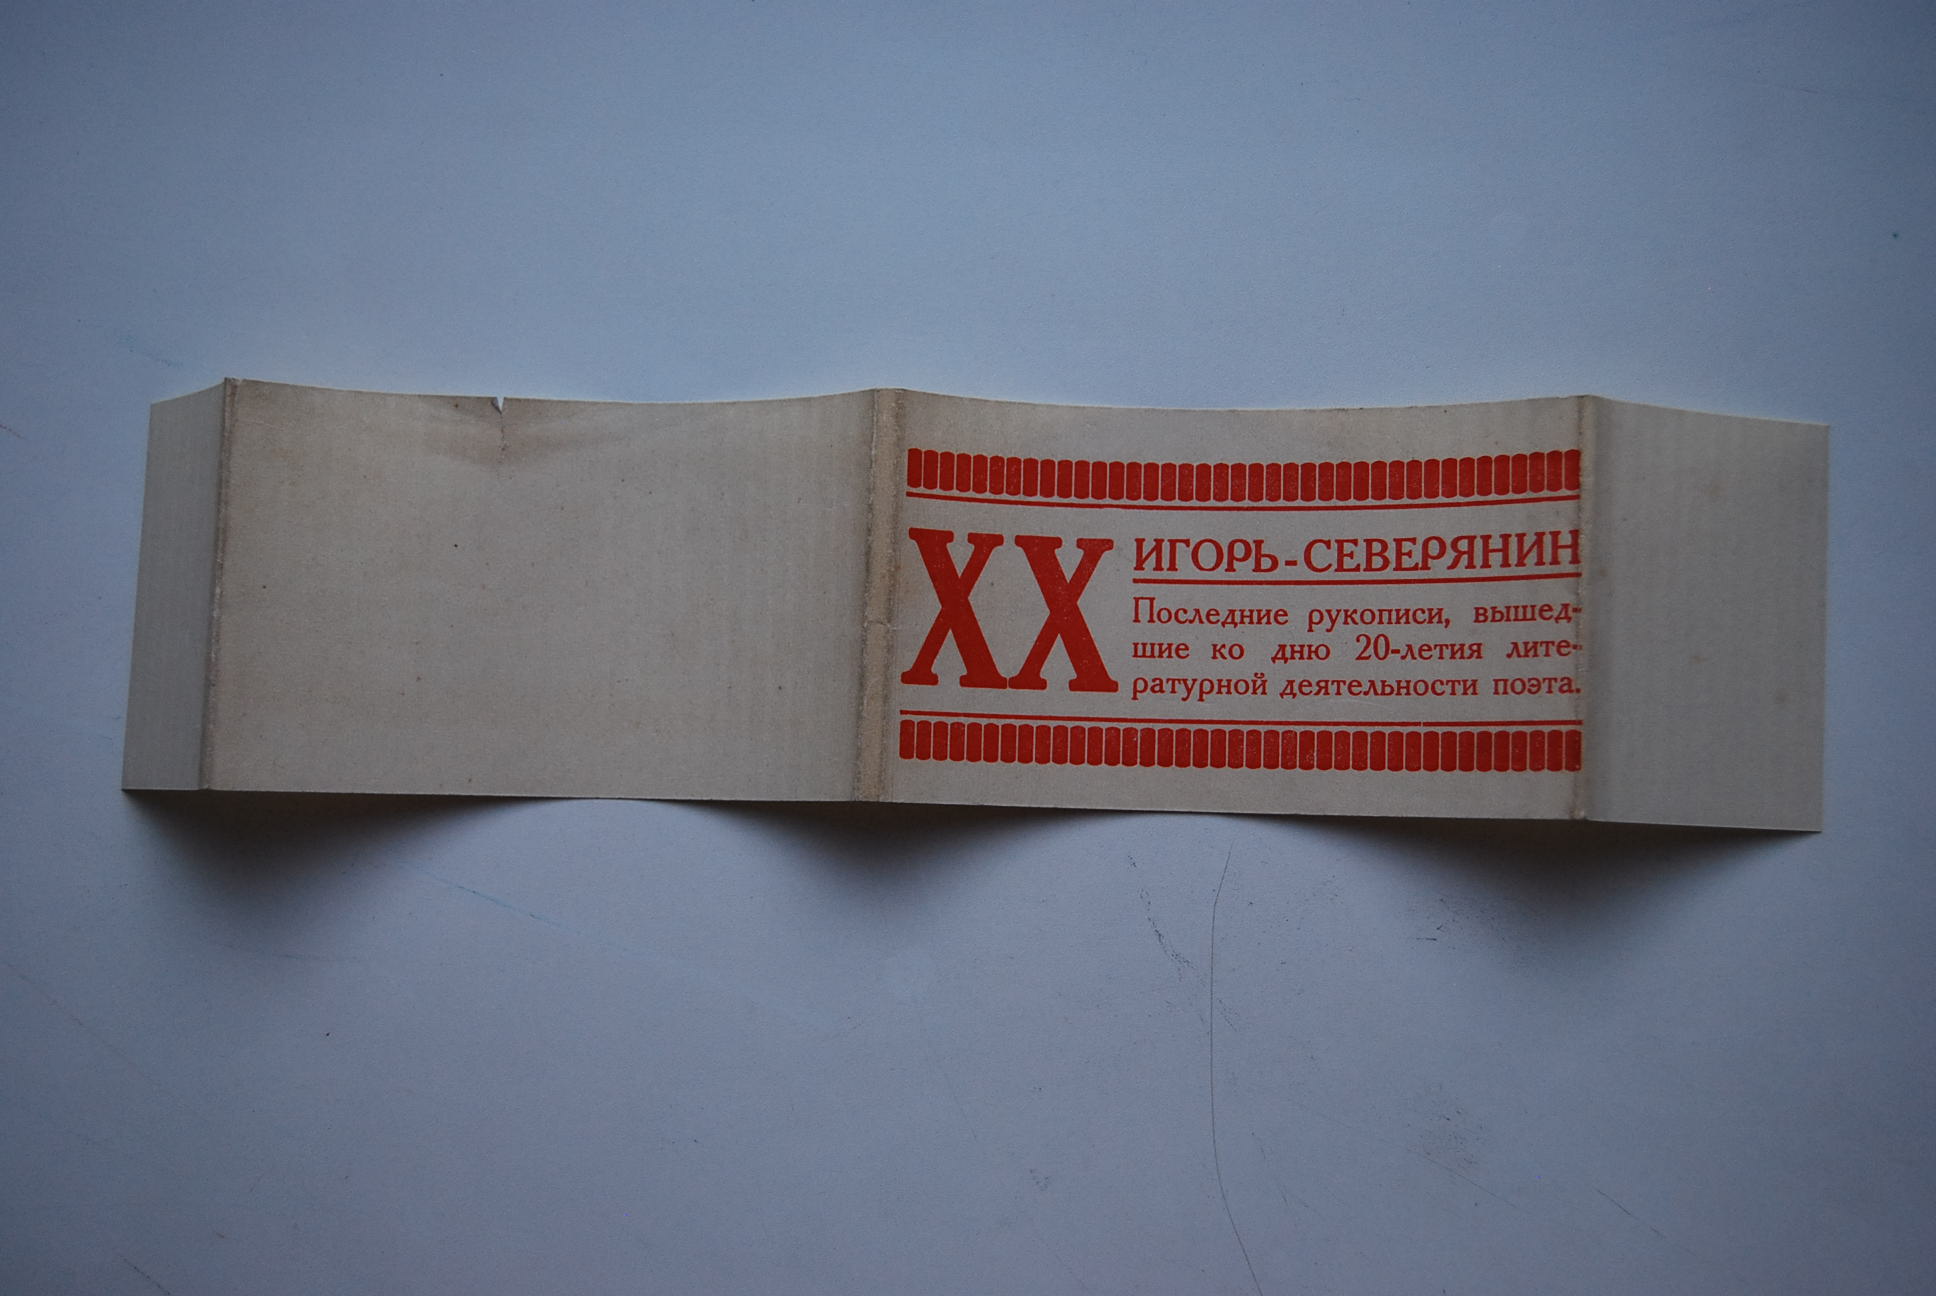 XX
ИГОРЬ-СЕВЕРЯНИН
Последние рукописи, вышед-
шие ко дню 20-летия лите-
ратурной деятельности поэта.